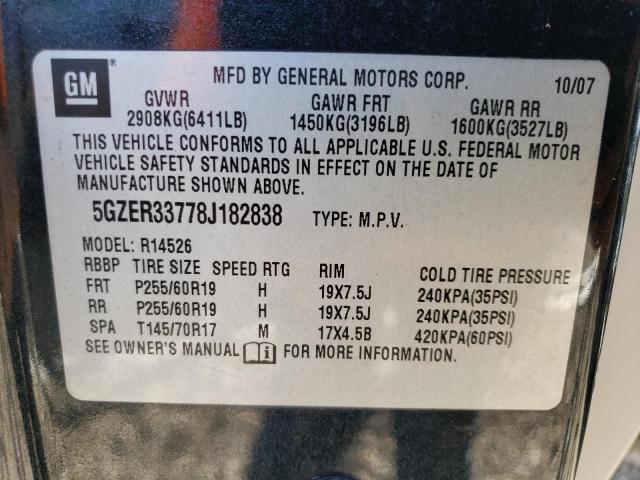 GM ®
MFD BY GENERAL MOTORS CORP. 10/07
GVWR GAWR FRT GAWR RR
2908KG(6411LB) 1450KG(3196LB) 1600KG(3527LB)
THIS VEHICLE CONFORMS TO ALL APPLICABLE U.S. FEDERAL MOTOR
VEHICLE SAFETY STANDARDS IN EFFECT ON THE DATE OF
MANUFACTURE SHOWN ABOVE.
5GZER33778J182838 TYPE: M.P.V.
MODEL: R14526
RBBP TIRE SIZE SPEED RTG RIM COLD TIRE PRESSURE
FRT P255/60R19 H 19X7.5J 240KPA(35PSI)
RR P255/60R19 H 19X7.5J 240KPA(35PSI)
SPA T145/70R17 M 17X4.5B 420KPA(60PSI)
SEE OWNER'S MANUAL i FOR MORE INFORMATION.